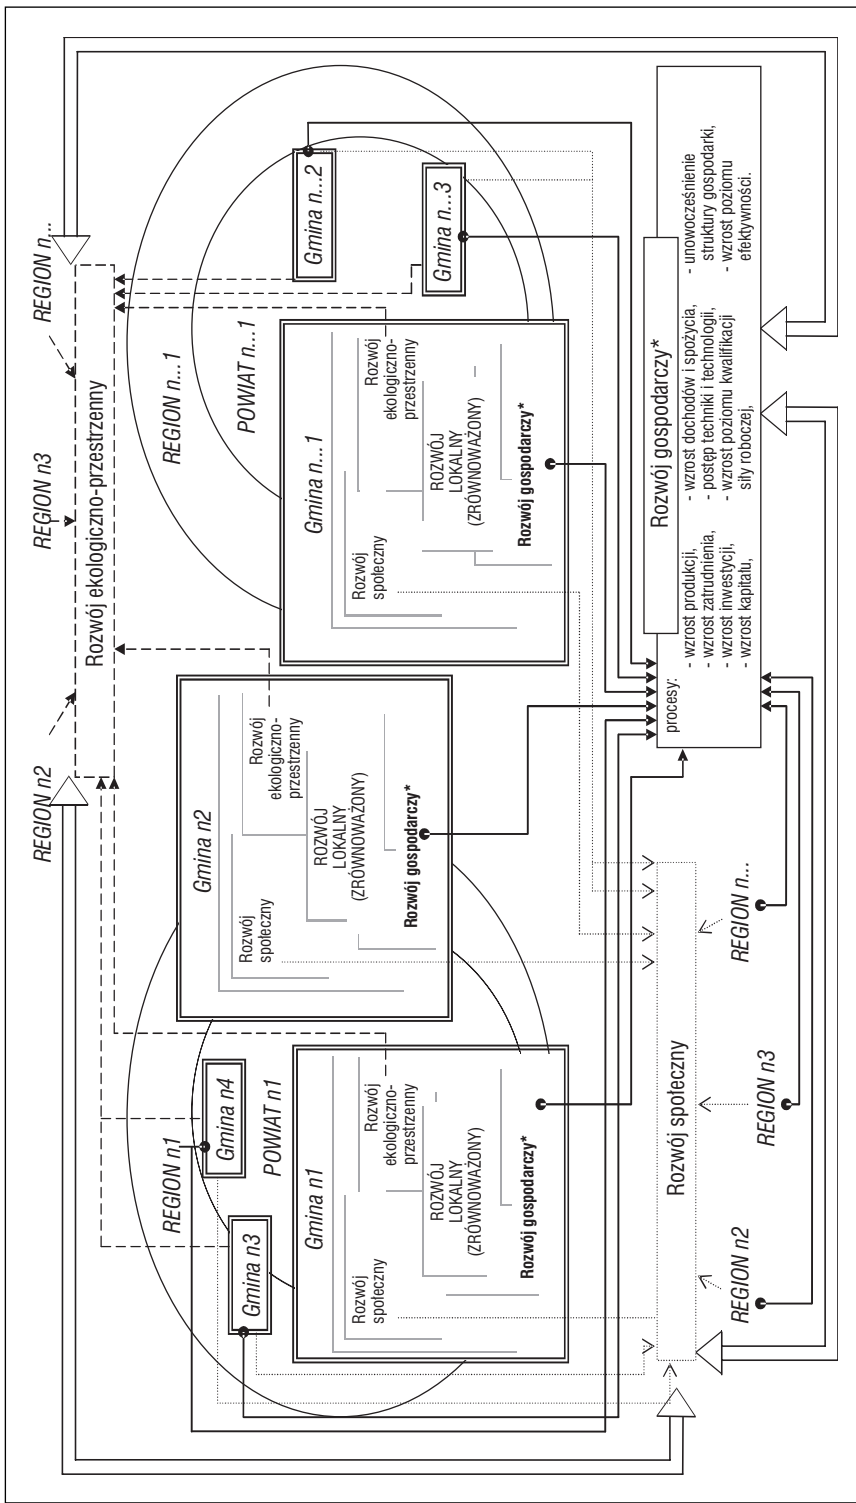 REGION n2
REGION n3
REGION n...
Rozwój ekologiczno-przestrzenny
REGION n1
POWIAT n1
Gmina n3
Gmina n4
Gmina n1
Rozwój
społeczny
Rozwój
ekologiczno-
przestrzenny
ROZWÓJ
LOKALNY
(ZRÓWNOWAŻONY)
Rozwój gospodarczy*
Gmina n2
Rozwój
społeczny
Rozwój
ekologiczno-
przestrzenny
ROZWÓJ
LOKALNY
(ZRÓWNOWAŻONY)
Rozwój gospodarczy*
REGION n...1
POWIAT n...1
Gmina n...1
Rozwój
społeczny
Rozwój
ekologiczno-
przestrzenny
ROZWÓJ
LOKALNY
(ZRÓWNOWAŻONY)
Rozwój gospodarczy*
Gmina n...2
Gmina n...3
Rozwój społeczny
REGION n2
REGION n3
REGION n...
Rozwój gospodarczy*
procesy:
- wzrost produkcji,
- wzrost zatrudnienia,
- wzrost inwestycji,
- wzrost kapitału,
- wzrost dochodów i spożycia,
- postęp techniki i technologii,
- wzrost poziomu kwalifikacji
siły roboczej,
- unowocześnienie
struktury gospodarki,
- wzrost poziomu
efektywności.